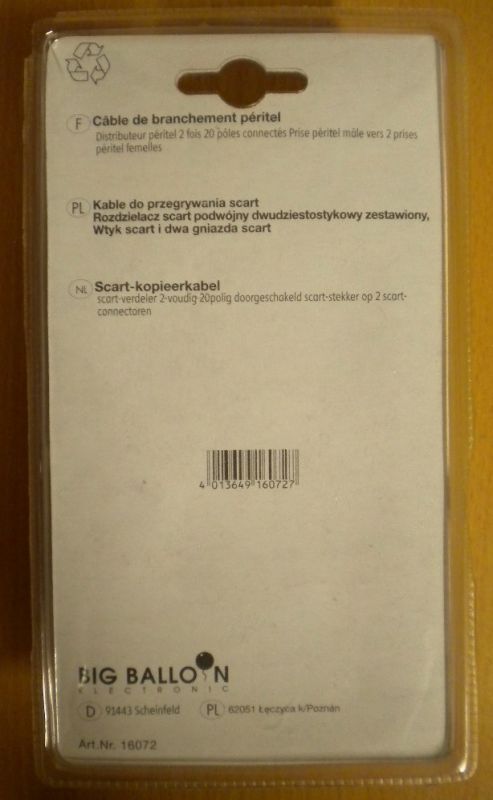 F Câble de branchement péritel
Distributeur péritel 2 fois 20 pôles connectés Prise péritel mâle vers 2 prises
péritel femelles
PL Kable do przegrywania scart
Rozdzielacz scart podwójny dwudziestostykowy zestawiony,
Wtyk scart i dwa gniazda scart
NL Scart-kopieerkabel
scart-verdeler 2-voudig 20polig doorgeschakeld scart-stekker op 2 scart-
connectoren
4 013649 160727
BIG BALLOON
ELECTRONIC
D 91443 Scheinfeld PL 62051 Łęczyca k/Poznań
Art.Nr. 16072